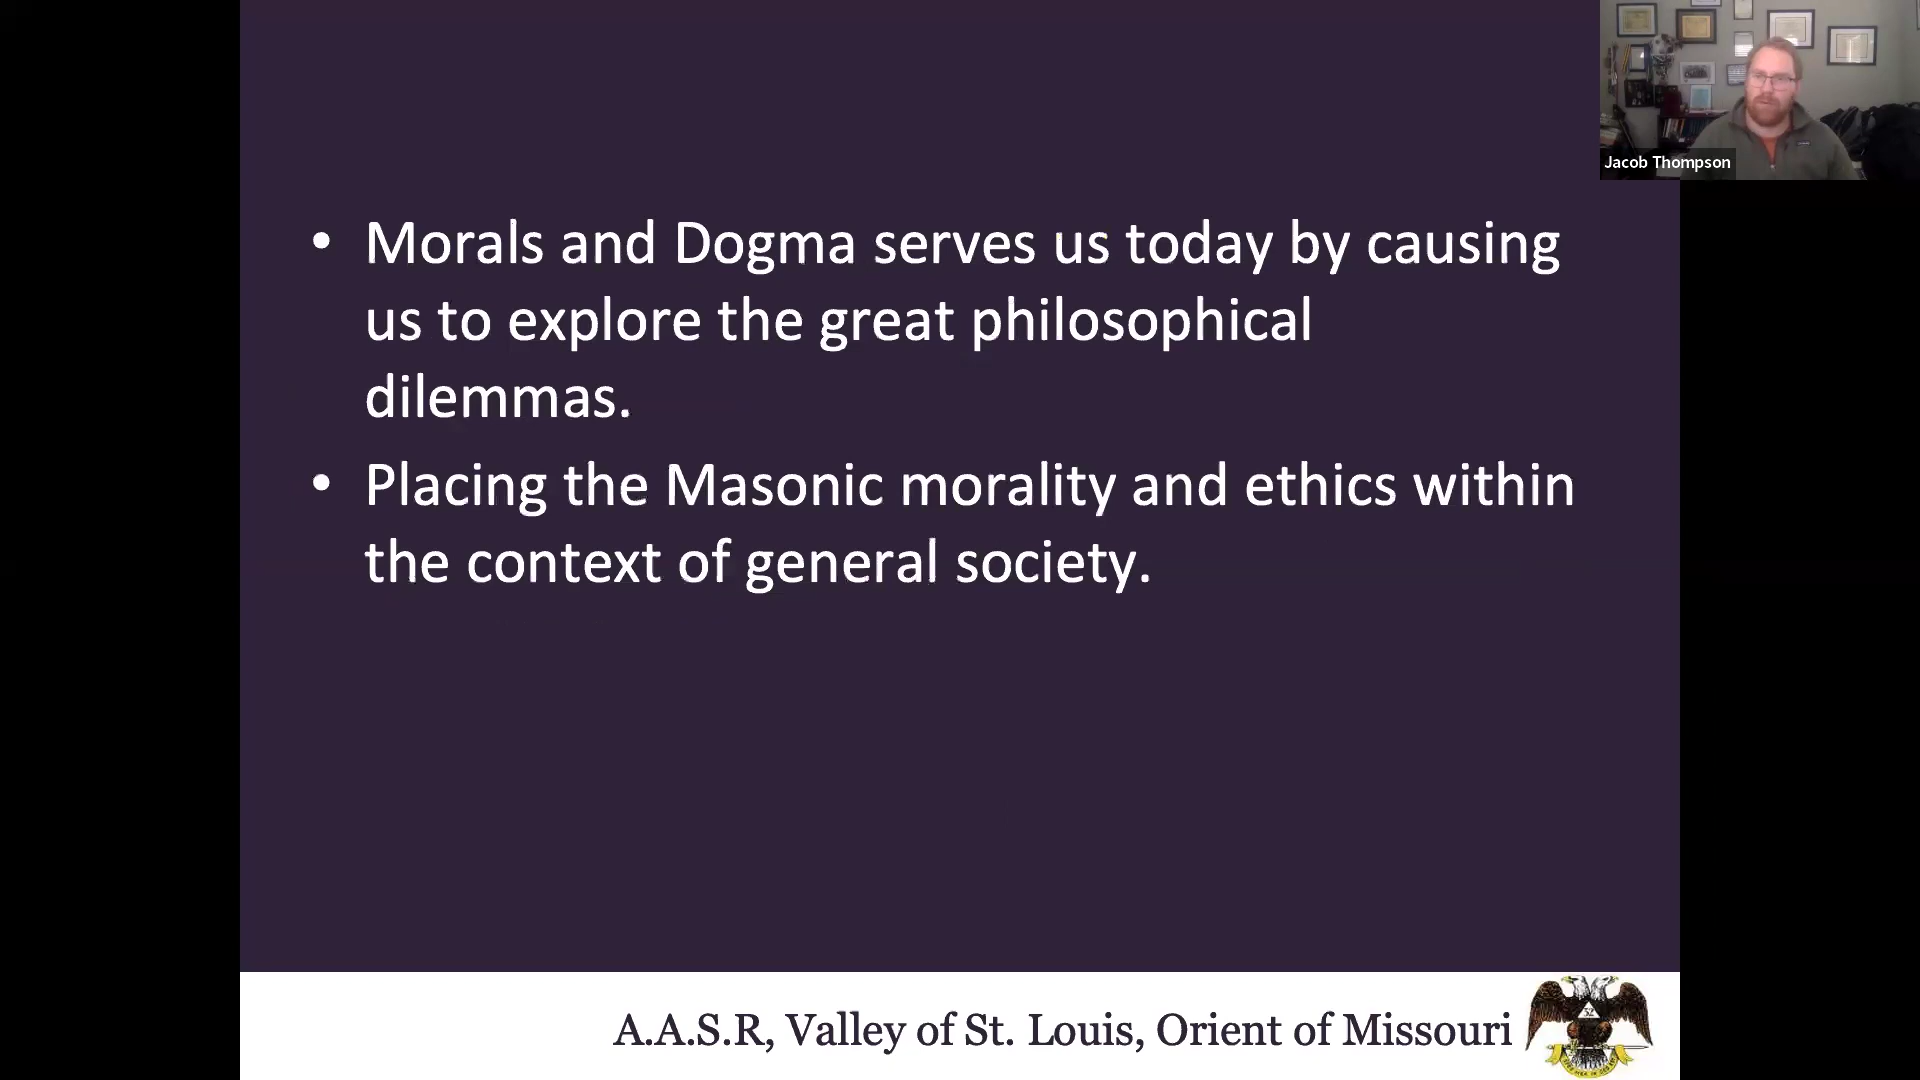 Jacob Thompson
• Morals and Dogma serves us today by causing
us to explore the great philosophical
dilemmas.
• Placing the Masonic morality and ethics within
the context of general society.
A.A.S.R, Valley of St. Louis, Orient of Missouri